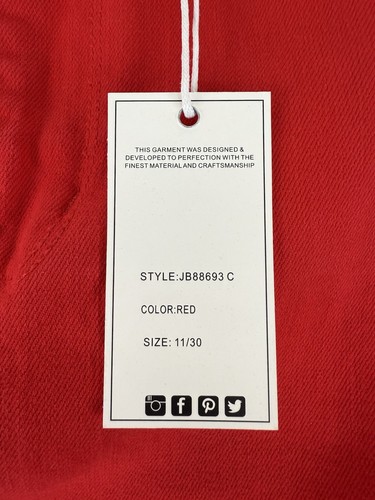 THIS GARMENT WAS DESIGNED &
DEVELOPED TO PERFECTION WITH THE
FINEST MATERIAL AND CRAFTSMANSHIP
STYLE:JB88693 C
COLOR:RED
SIZE: 11/30